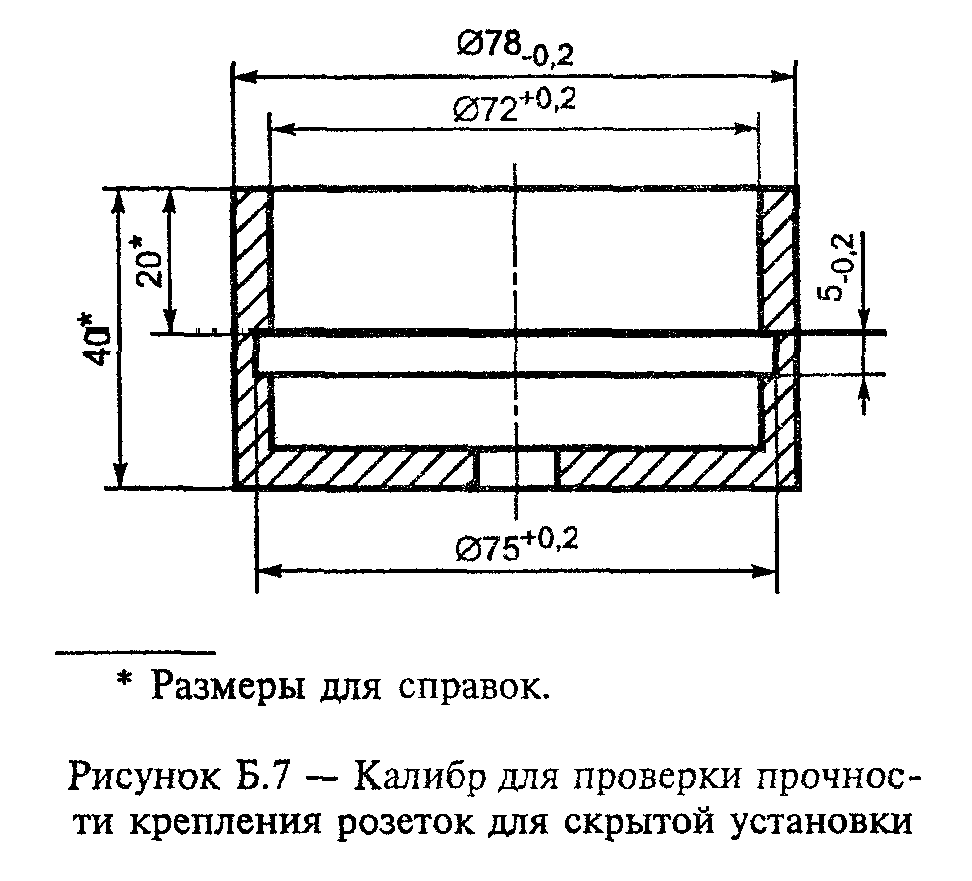 Ø78-0,2
Ø72+0,2
20*
40*
5-0,2
Ø75+0,2
* Размеры для справок.
Рисунок Б.7 — Калибр для проверки прочнос-
ти крепления розеток для скрытой установки